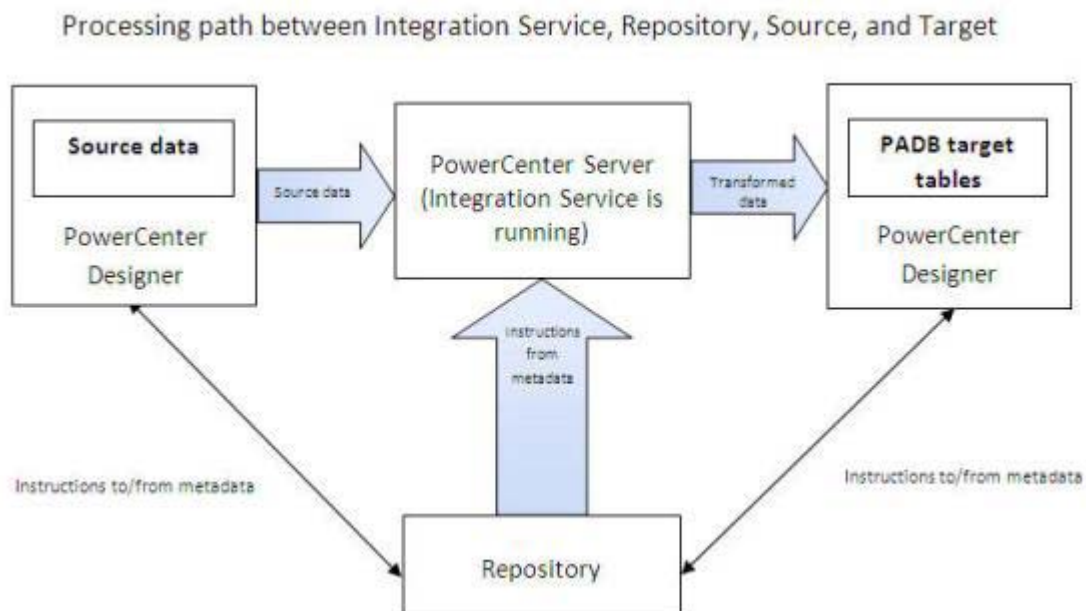 Processing path between Integration Service, Repository, Source, and Target
Source data
PowerCenter
Designer
Source data
PowerCenter Server
(Integration Service is
running)
Transformed
data
PADB target
tables
PowerCenter
Designer
Instructions
from
metadata
Instructions to/from metadata
Instructions to/from metadata
Repository